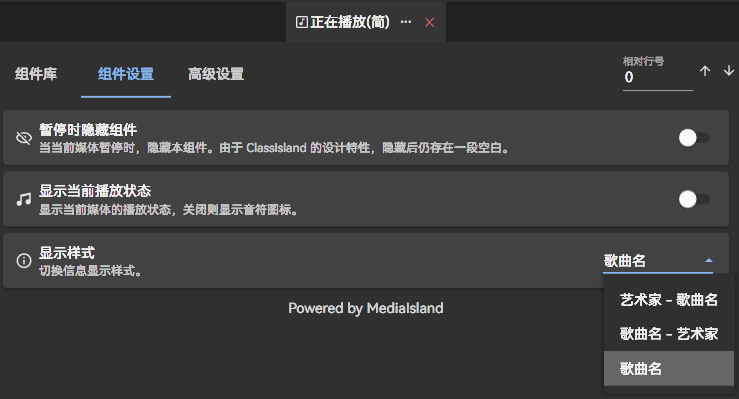 正在播放(简) ···
组件库 组件设置 高级设置
相对行号
0
暂停时隐藏组件
当当前媒体暂停时，隐藏本组件。由于 ClassIsland 的设计特性，隐藏后仍存在一段空白。
显示当前播放状态
显示当前媒体的播放状态，关闭则显示音符图标。
显示样式
切换信息显示样式。
歌曲名
艺术家 - 歌曲名
歌曲名 - 艺术家
歌曲名
Powered by MediaIsland